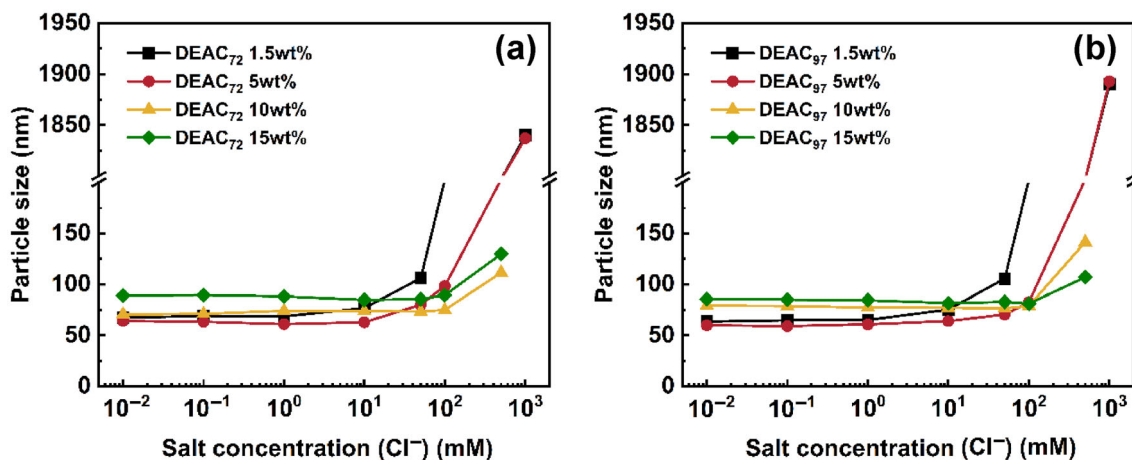 (a)
DEAC₇₂ 1.5wt%
DEAC₇₂ 5wt%
DEAC₇₂ 10wt%
DEAC₇₂ 15wt%
Particle size (nm)
1950
1900
1850
150
100
50
0
10⁻² 10⁻¹ 10⁰ 10¹ 10² 10³
Salt concentration (Cl⁻) (mM)
(b)
DEAC₉₇ 1.5wt%
DEAC₉₇ 5wt%
DEAC₉₇ 10wt%
DEAC₉₇ 15wt%
Particle size (nm)
1950
1900
1850
150
100
50
0
10⁻² 10⁻¹ 10⁰ 10¹ 10² 10³
Salt concentration (Cl⁻) (mM)